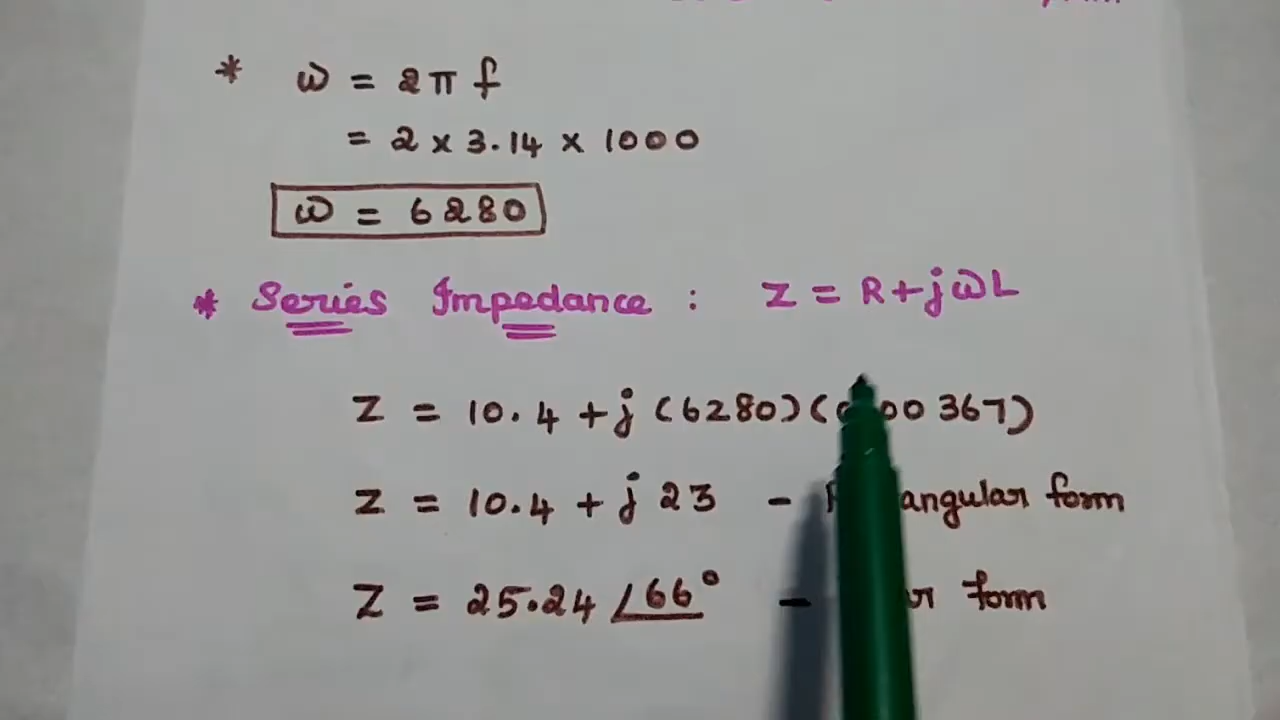 * ω = 2π f
= 2 × 3.14 × 1000
ω = 6280
* Series Impedance : Z = R + jωL
Z = 10.4 + j (6280)
Z = 10.4 + j 23 - form
Z = 25.24 ∠66° - form